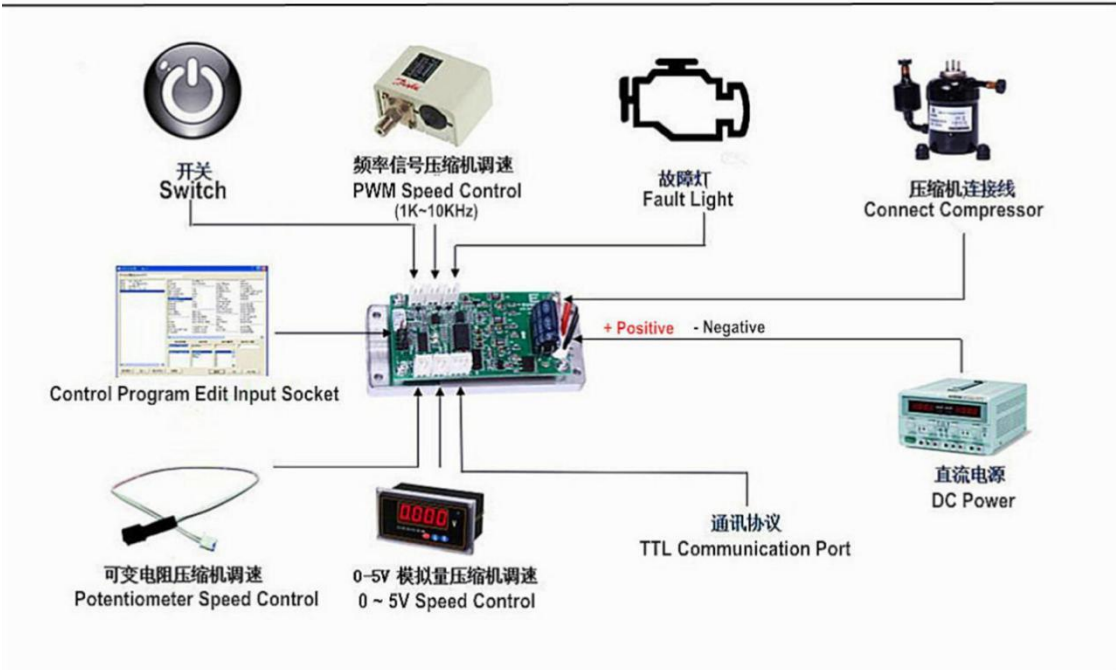 开关
Switch
频率信号压缩机调速
PWM Speed Control
(1K~10KHz)
故障灯
Fault Light
压缩机连接线
Connect Compressor
+ Positive - Negative
Control Program Edit Input Socket
直流电源
DC Power
可变电阻压缩机调速
Potentiometer Speed Control
0.000
V
0-5V 模拟量压缩机调速
0 ~ 5V Speed Control
通讯协议
TTL Communication Port